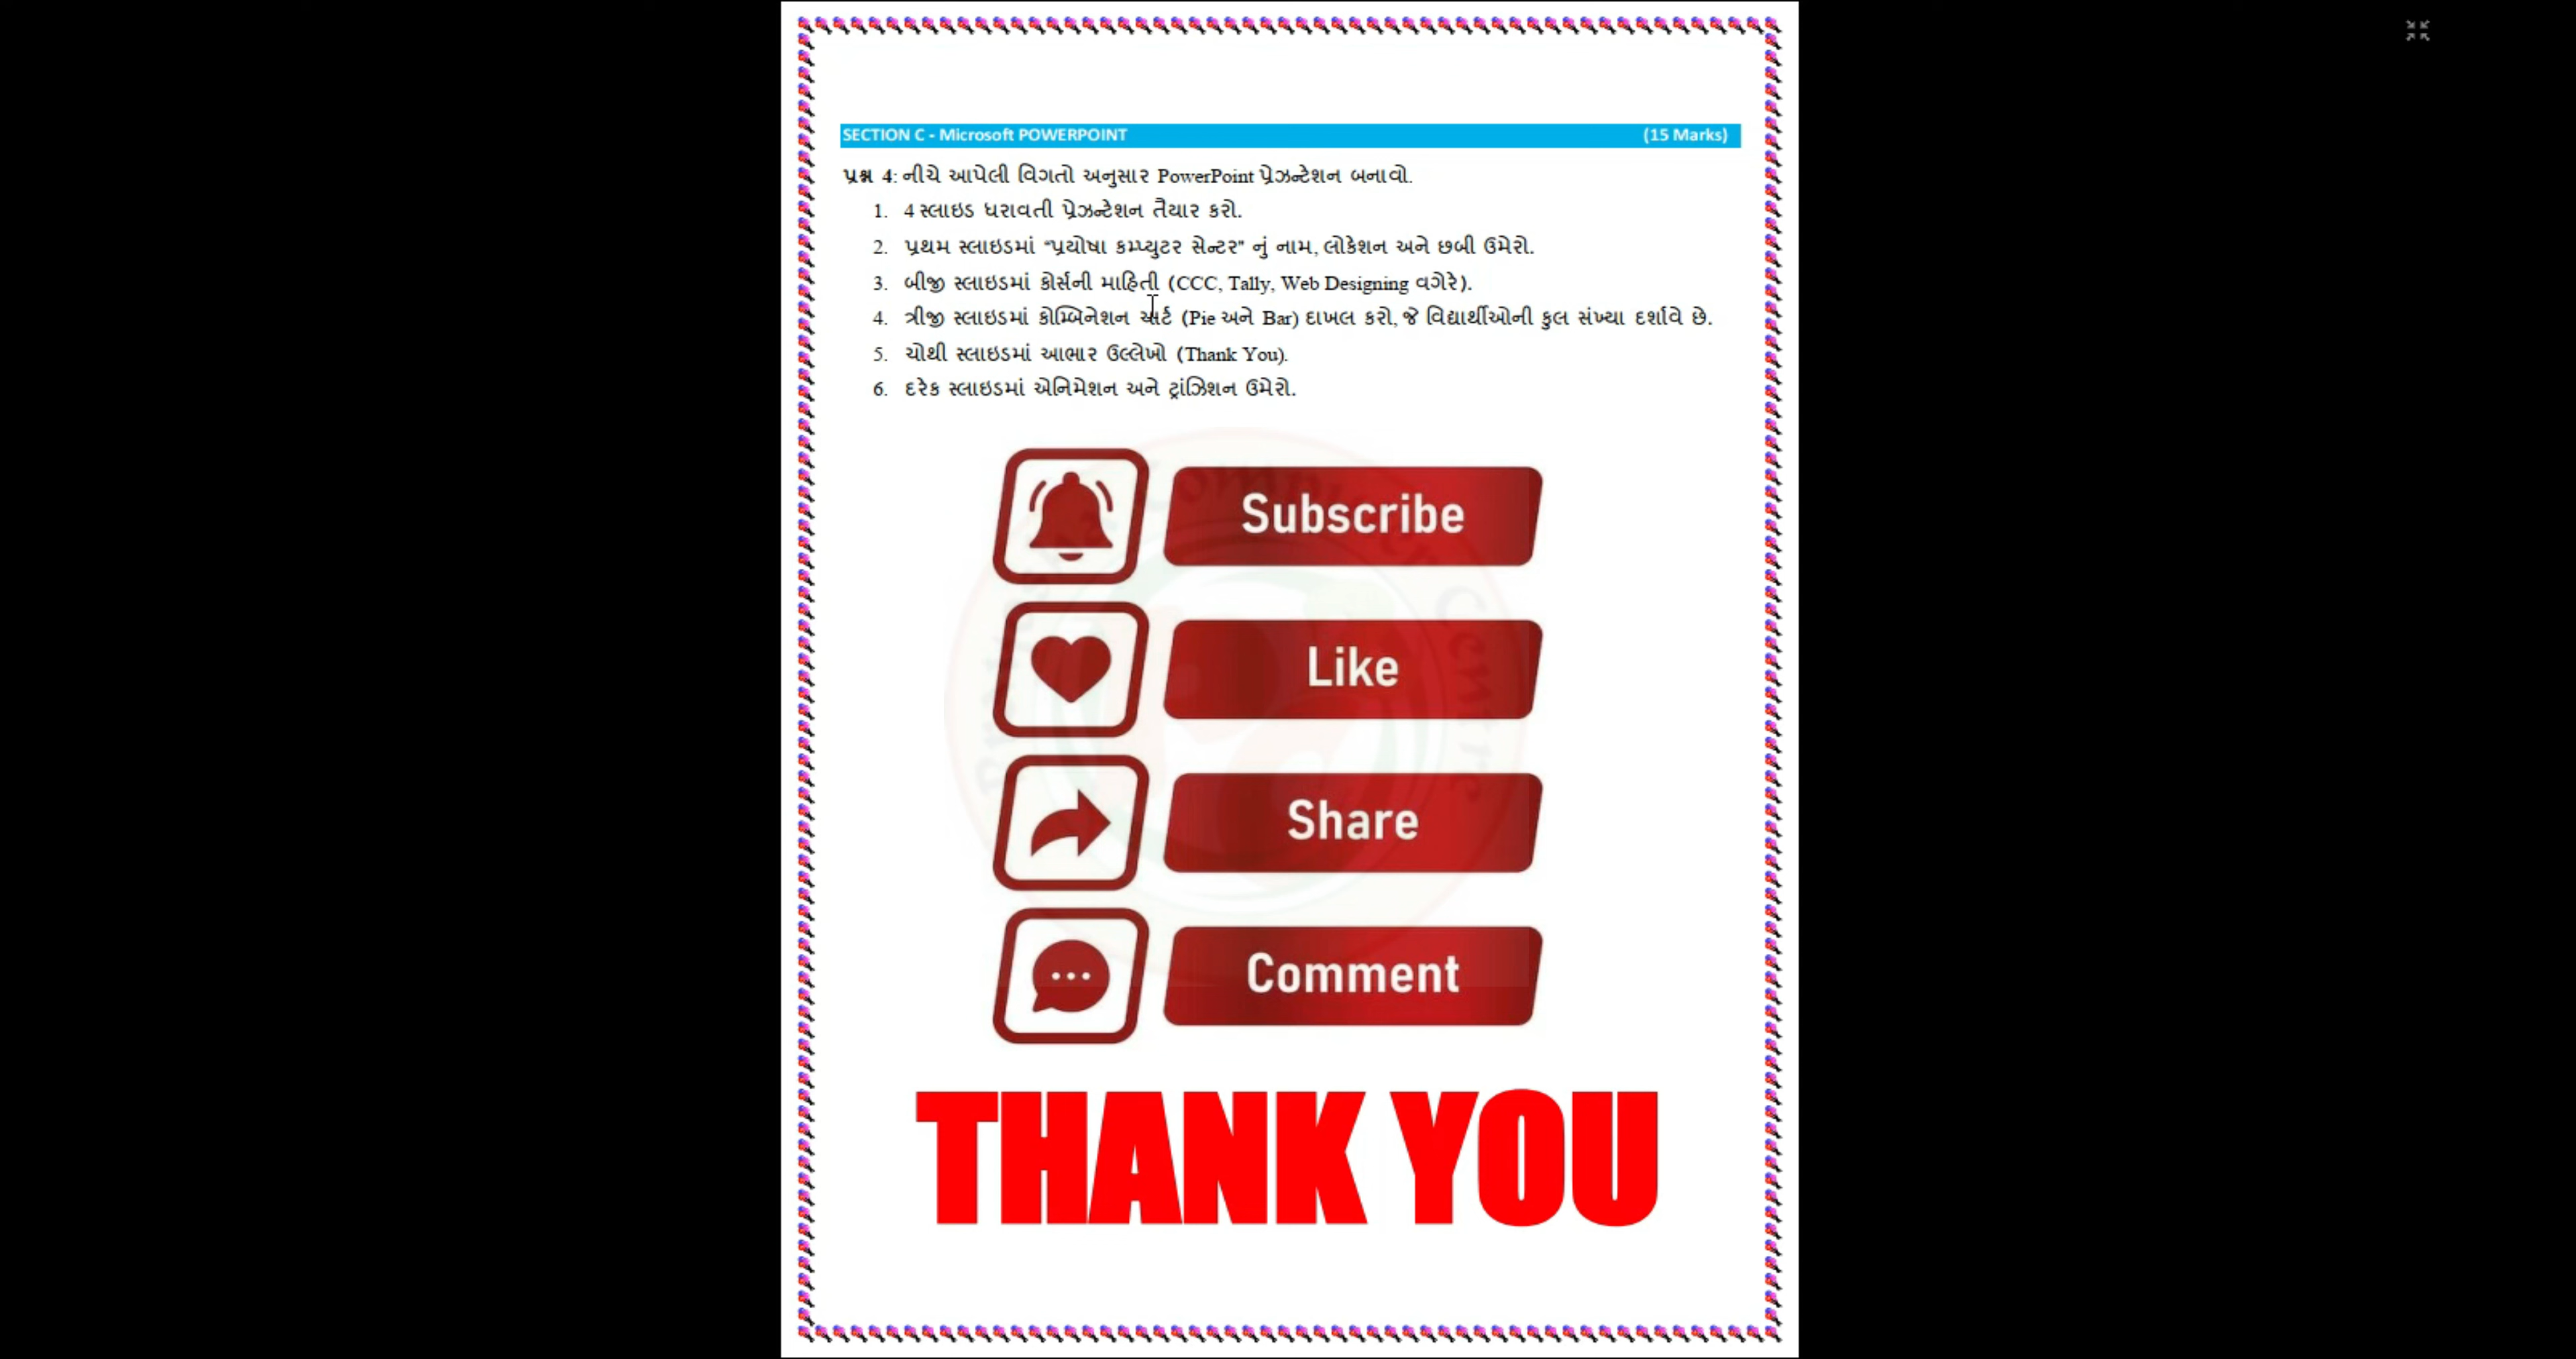 SECTION C - Microsoft POWERPOINT (15 Marks)
પ્રશ્ન 4: નીચે આપેલી વિગતો અનુસાર PowerPoint પ્રેઝન્ટેશન બનાવો.
1. 4 સ્લાઇડ ધરાવતી પ્રેઝન્ટેશન તૈયાર કરો.
2. પ્રથમ સ્લાઇડમાં “પ્રયોષા કમ્પ્યુટર સેન્ટર" નું નામ, લોકેશન અને છબી ઉમેરો.
3. બીજી સ્લાઇડમાં કોર્સની માહિતી (CCC, Tally, Web Designing વગેરે).
4. ત્રીજી સ્લાઇડમાં કોમ્બિનેશન ચાર્ટ (Pie અને Bar) દાખલ કરો, જે વિદ્યાર્થીઓની કુલ સંખ્યા દર્શાવે છે.
5. ચોથી સ્લાઇડમાં આભાર ઉલ્લેખો (Thank You).
6. દરેક સ્લાઇડમાં એનિમેશન અને ટ્રાંઝિશન ઉમેરો.
Subscribe
Like
Share
Comment
THANK YOU